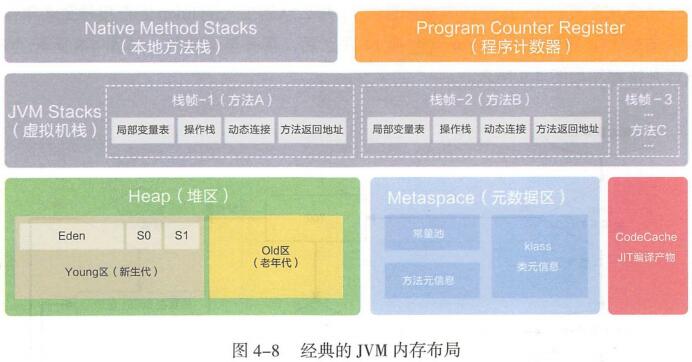 Native Method Stacks
（本地方法栈）
Program Counter Register
（程序计数器）
JVM Stacks
（虚拟机栈）
栈帧-1（方法A）
局部变量表
操作栈
动态连接
方法返回地址
栈帧-2（方法B）
局部变量表
操作栈
动态连接
方法返回地址
栈帧-3
...
方法C
...
Heap（堆区）
Eden
S0
S1
Young区（新生代）
Old区
（老年代）
Metaspace（元数据区）
常量池
方法元信息
klass
类元信息
CodeCache
JIT编译产物
图 4-8 经典的 JVM 内存布局